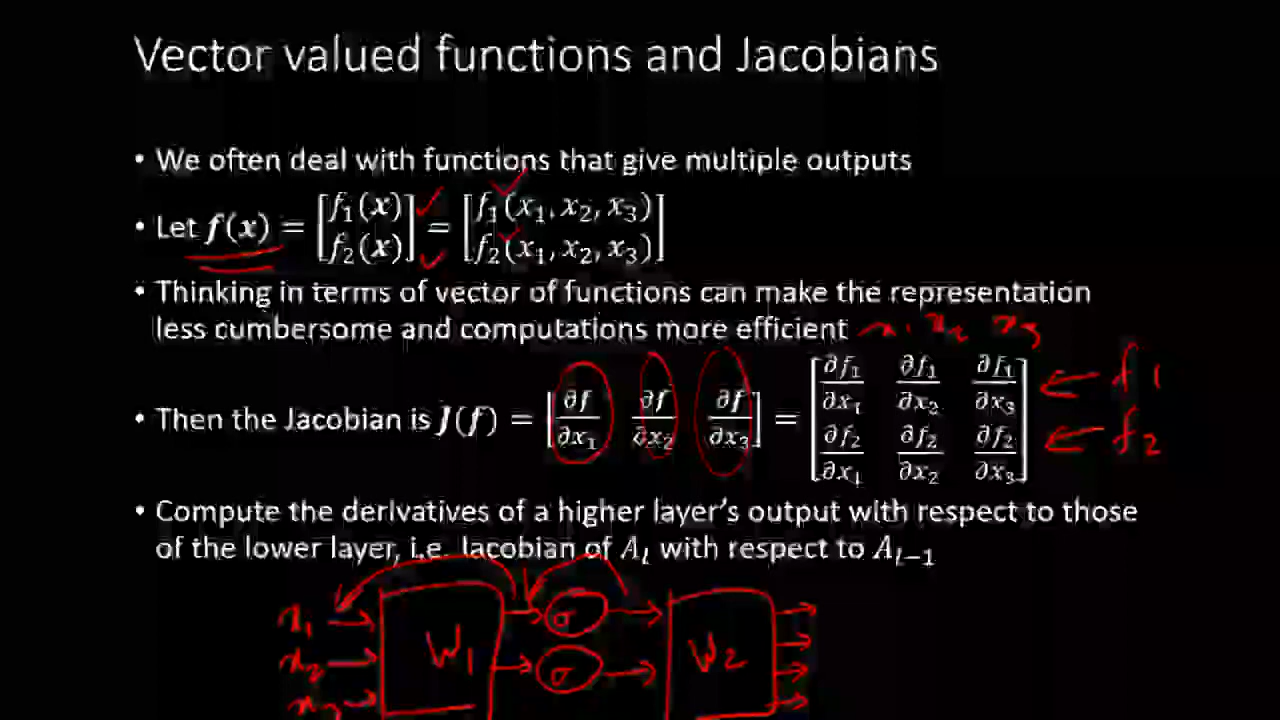 Vector valued functions and Jacobians
• We often deal with functions that give multiple outputs
• Let f(x) = [f₁(x) f₂(x)] = [f₁(x₁, x₂, x₃) f₂(x₁, x₂, x₃)]
• Thinking in terms of vector of functions can make the representation
less cumbersome and computations more efficient x₁ x₂ x₃
• Then the Jacobian is J(f) = [∂f/∂x₁ ∂f/∂x₂ ∂f/∂x₃] = [∂f₁/∂x₁ ∂f₁/∂x₂ ∂f₁/∂x₃ ← f1
∂f₂/∂x₁ ∂f₂/∂x₂ ∂f₂/∂x₃] ← f2
• Compute the derivatives of a higher layer's output with respect to those
of the lower layer, i.e. Jacobian of Aₗ with respect to Aₗ₋₁
x₁ σ
W₁ W₂
x₂ σ
x₃